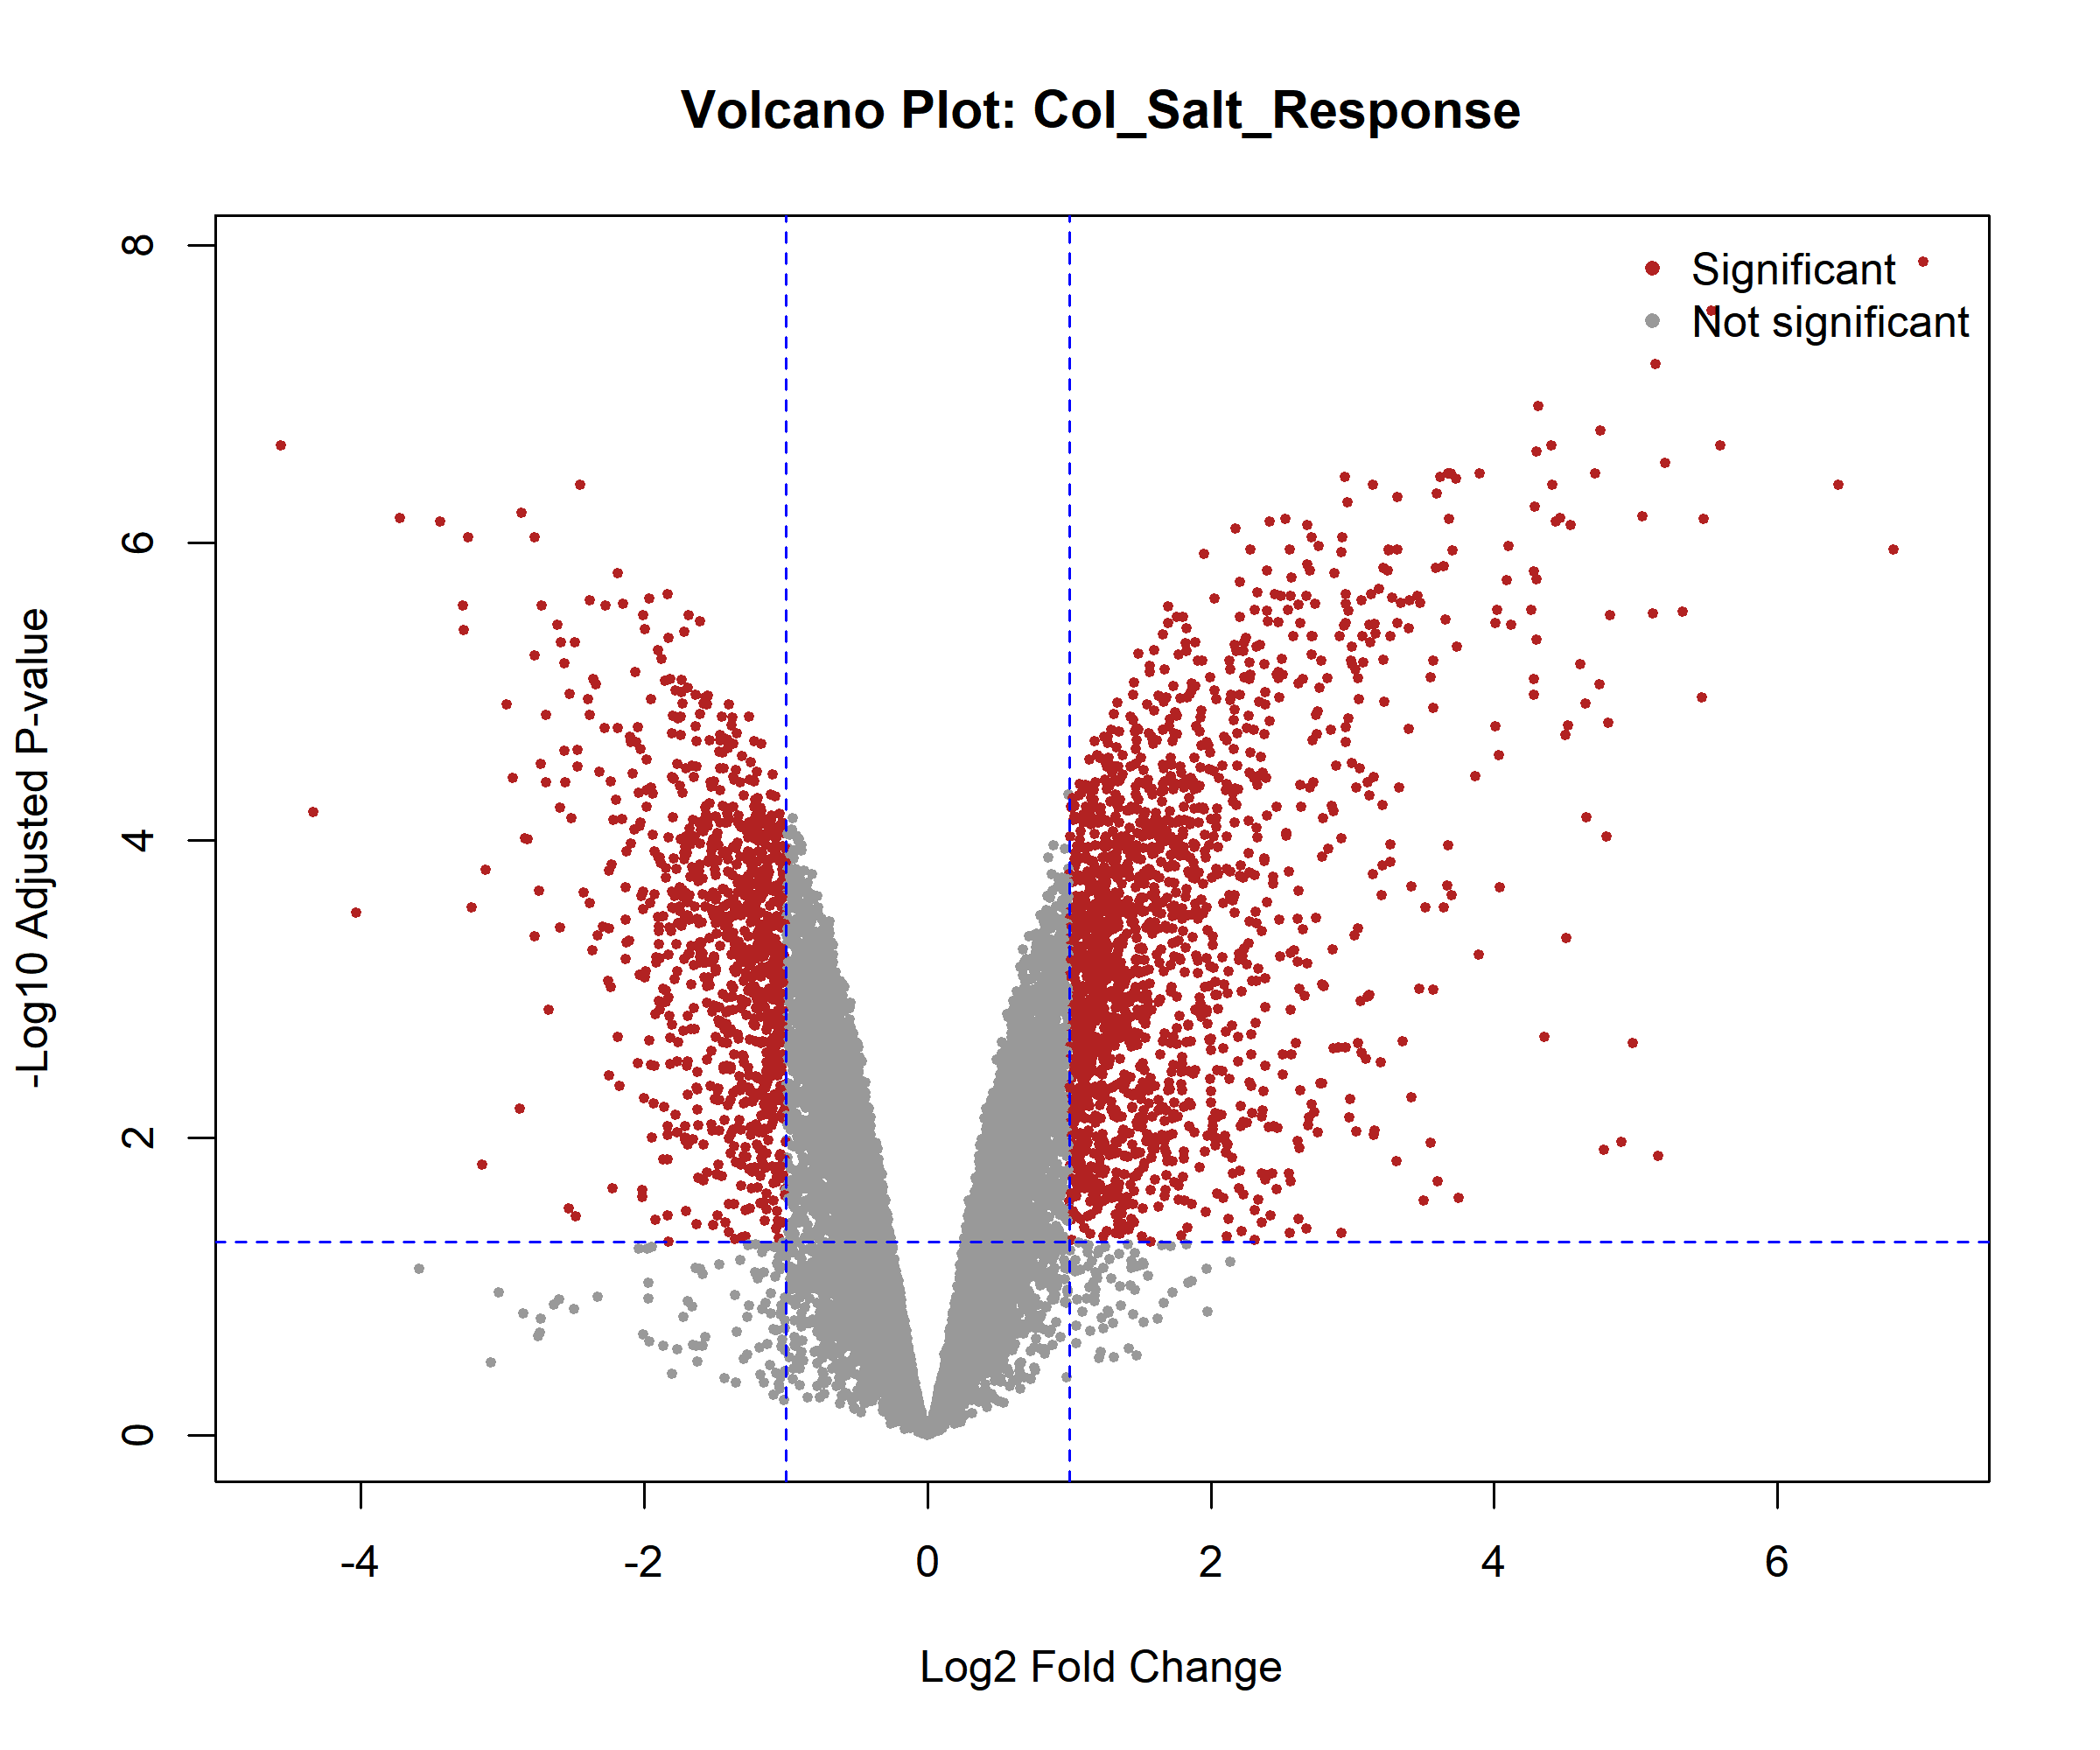 Volcano Plot: Col_Salt_Response
Significant
Not significant
8
6
4
2
0
-Log10 Adjusted P-value
-4 -2 0 2 4 6
Log2 Fold Change